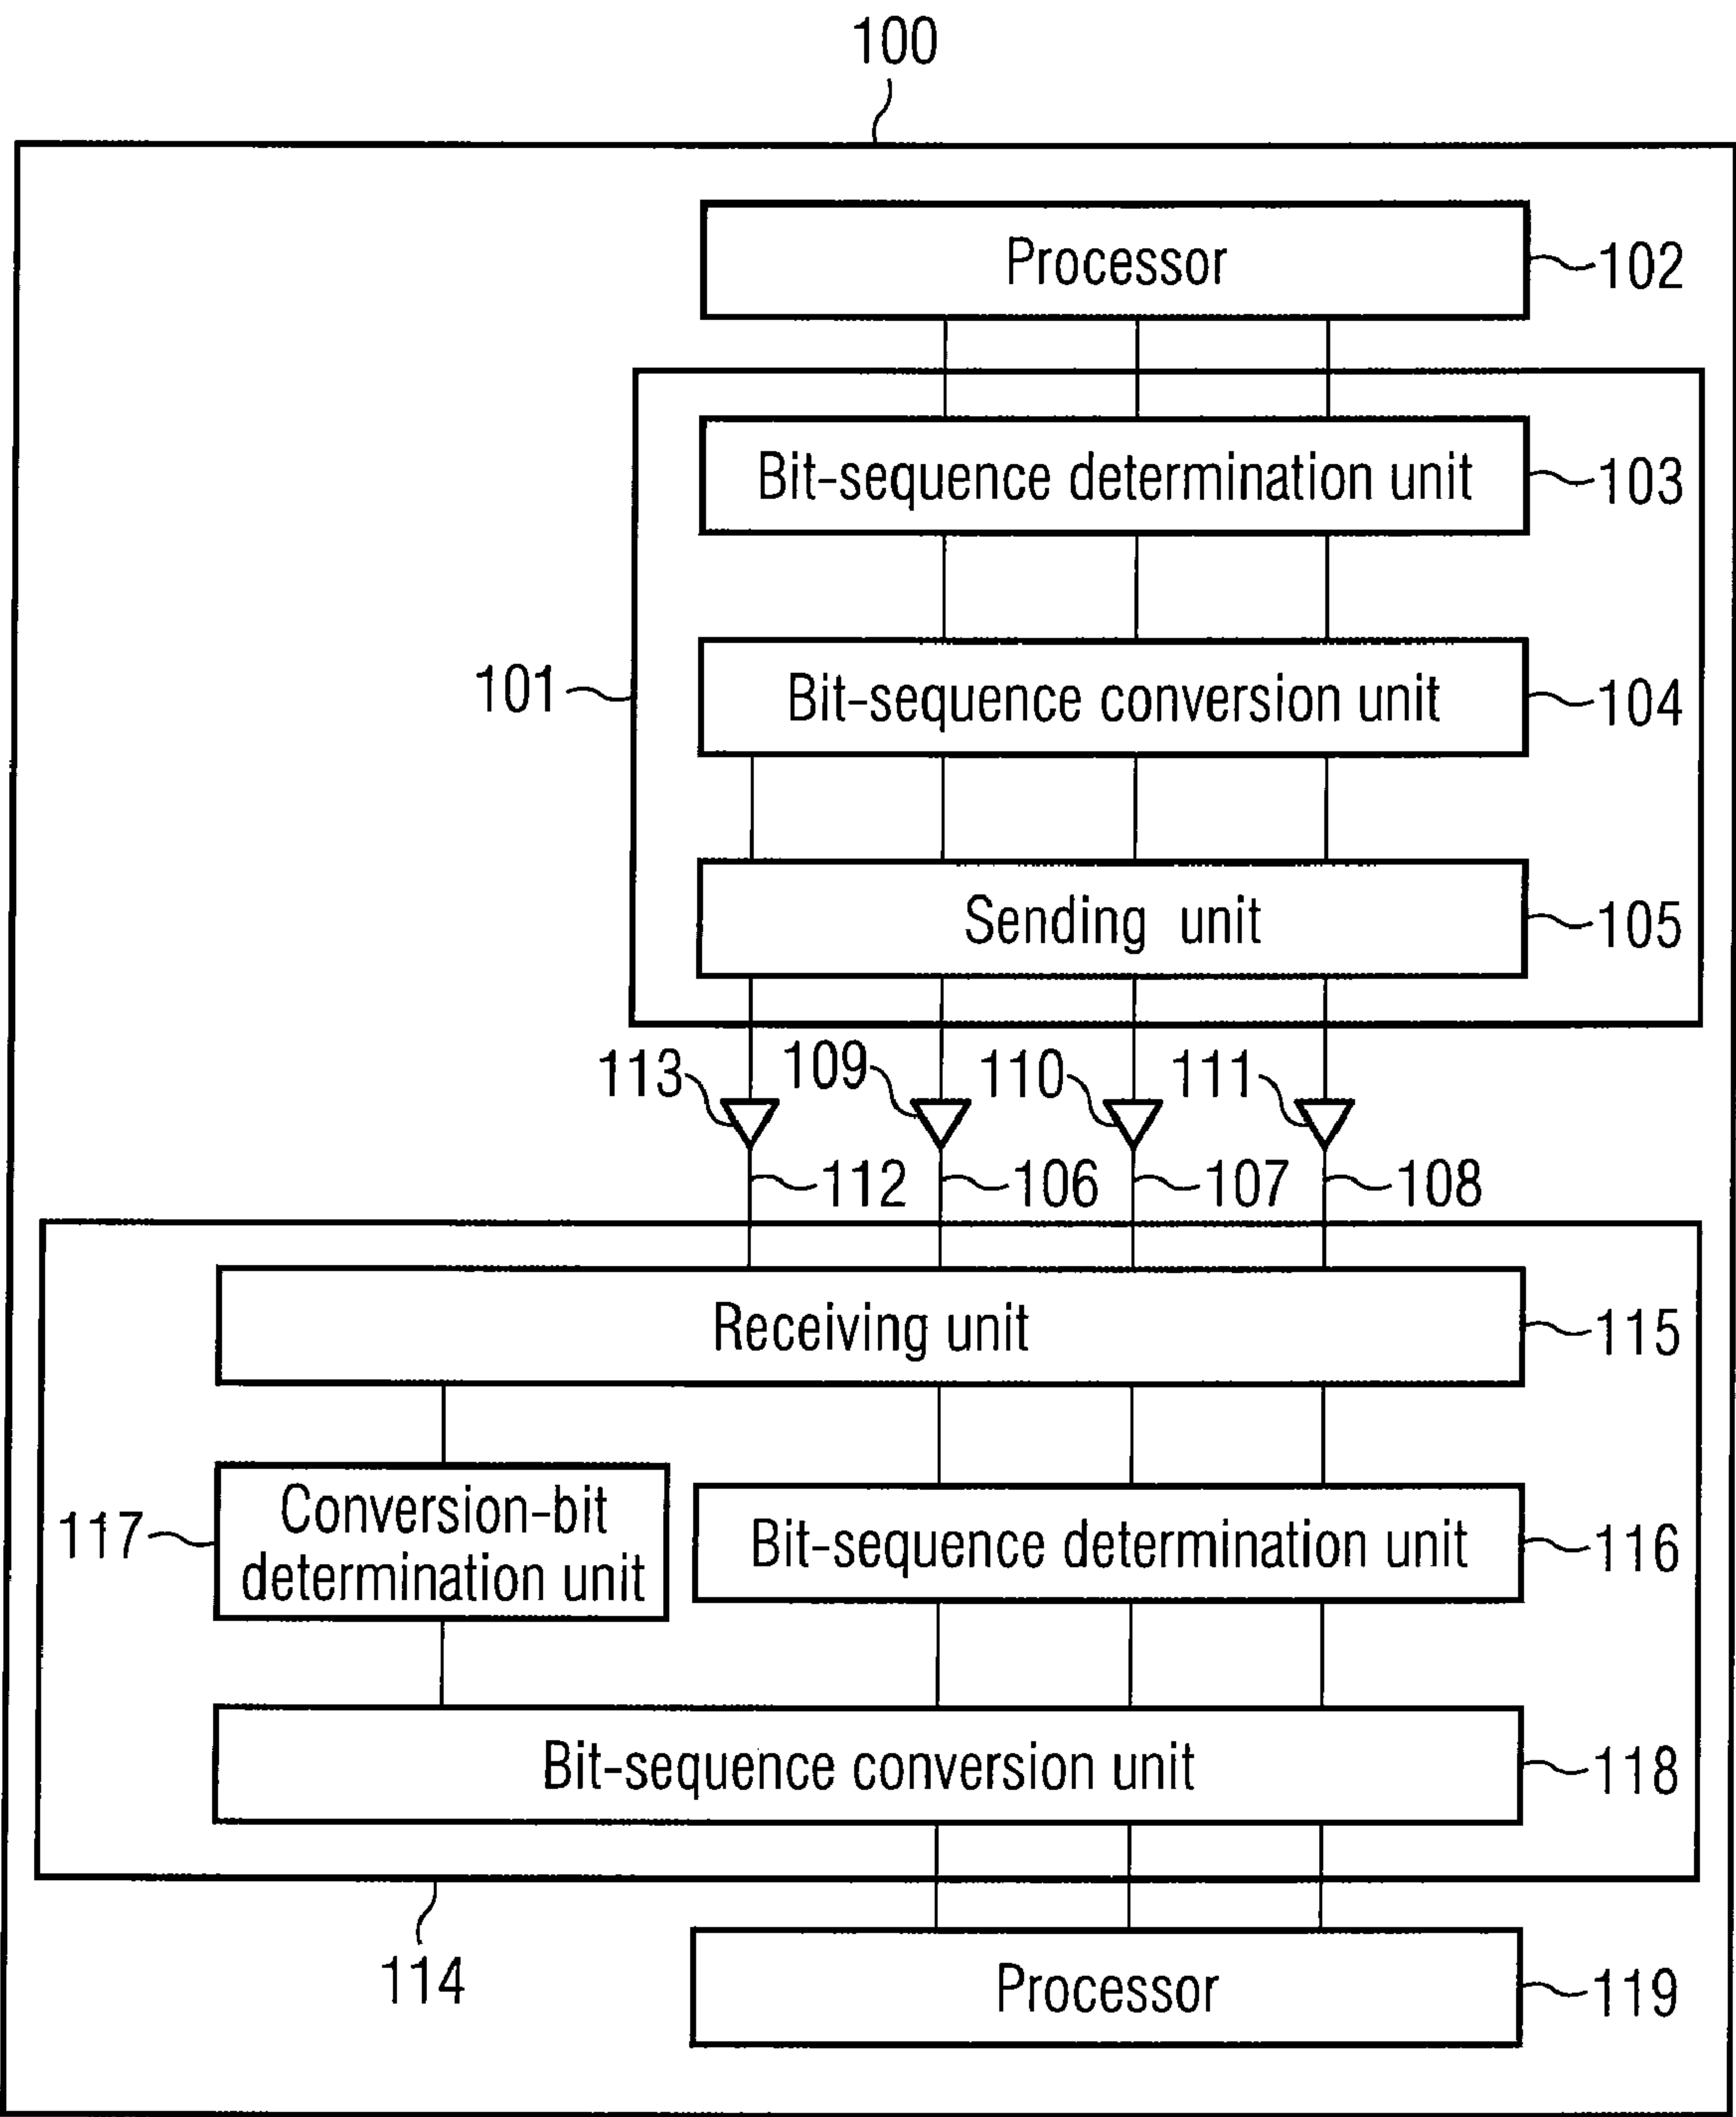 100
Processor
102
Bit-sequence determination unit
103
101
Bit-sequence conversion unit
104
Sending unit
105
113
109
110
111
112
106
107
108
Receiving unit
115
117
Conversion-bit
determination unit
Bit-sequence determination unit
116
Bit-sequence conversion unit
118
114
Processor
119